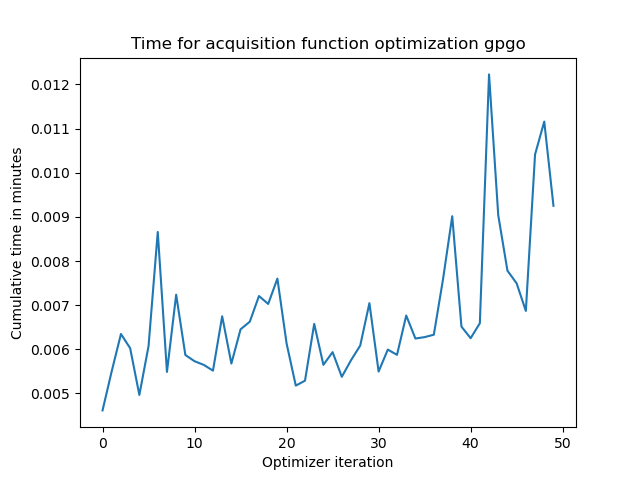 Time for acquisition function optimization gpgo
0.012
0.011
0.010
0.009
0.008
0.007
0.006
0.005
Cumulative time in minutes
0 10 20 30 40 50
Optimizer iteration